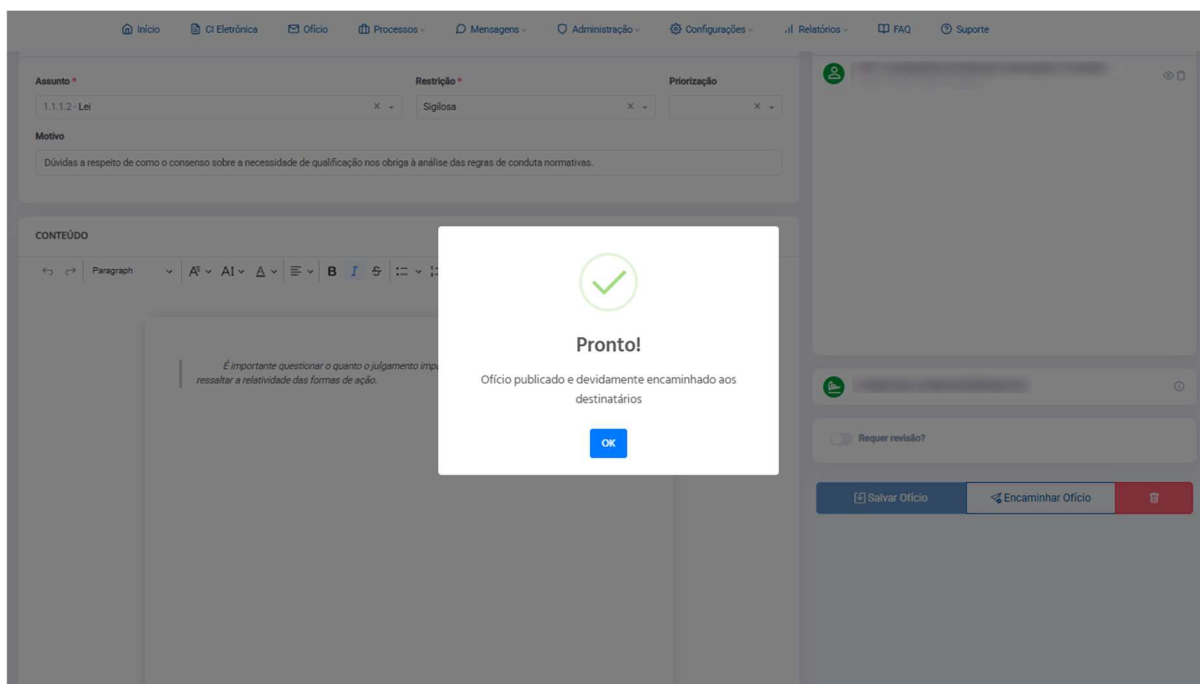 Início CI Eletrônica Ofício Processos Mensagens Administração Configurações Relatórios FAQ Suporte
Assunto * Restrição * Priorização
1.1.1.2 - Lei Sigilosa
Motivo
Dúvidas a respeito de como o consenso sobre a necessidade de qualificação nos obriga à análise das regras de conduta normativas.
CONTEÚDO
Paragraph
É importante questionar o quanto o julgamento
ressaltar a relatividade das formas de ação.
Pronto!
Ofício publicado e devidamente encaminhado aos
destinatários
OK
Requer revisão?
Salvar Ofício Encaminhar Ofício